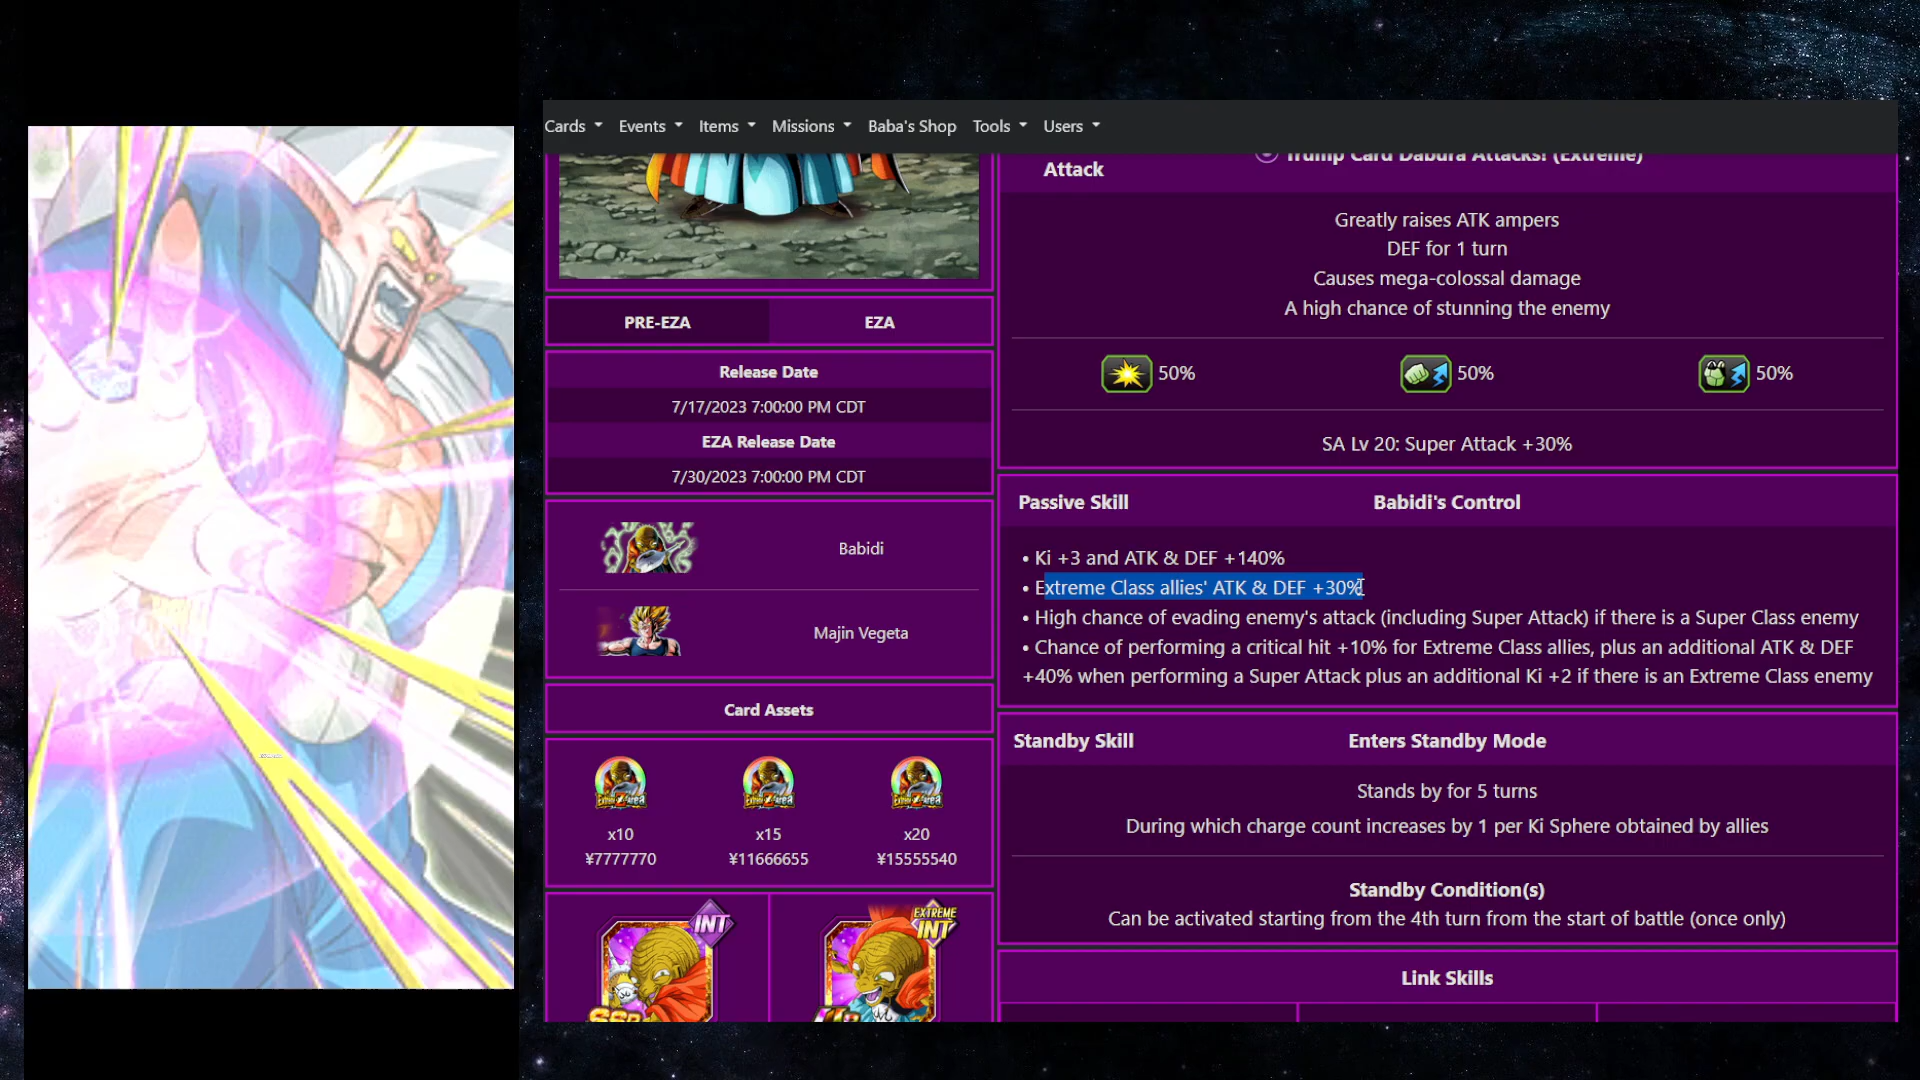 Cards Events Items Missions Baba's Shop Tools Users
Attack
Trump Card Dabura Attacks! (Extreme)
Greatly raises ATK ampers
DEF for 1 turn
Causes mega-colossal damage
A high chance of stunning the enemy
50% 50% 50%
SA Lv 20: Super Attack +30%
PRE-EZA EZA
Release Date
7/17/2023 7:00:00 PM CDT
EZA Release Date
7/30/2023 7:00:00 PM CDT
Babidi
Majin Vegeta
Card Assets
x10 x15 x20
¥7777770 ¥11666655 ¥15555540
INT
EXTREME
INT
SSR
UR
Passive Skill Babidi's Control
• Ki +3 and ATK & DEF +140%
• Extreme Class allies' ATK & DEF +30%
• High chance of evading enemy's attack (including Super Attack) if there is a Super Class enemy
• Chance of performing a critical hit +10% for Extreme Class allies, plus an additional ATK & DEF
+40% when performing a Super Attack plus an additional Ki +2 if there is an Extreme Class enemy
Standby Skill Enters Standby Mode
Stands by for 5 turns
During which charge count increases by 1 per Ki Sphere obtained by allies
Standby Condition(s)
Can be activated starting from the 4th turn from the start of battle (once only)
Link Skills